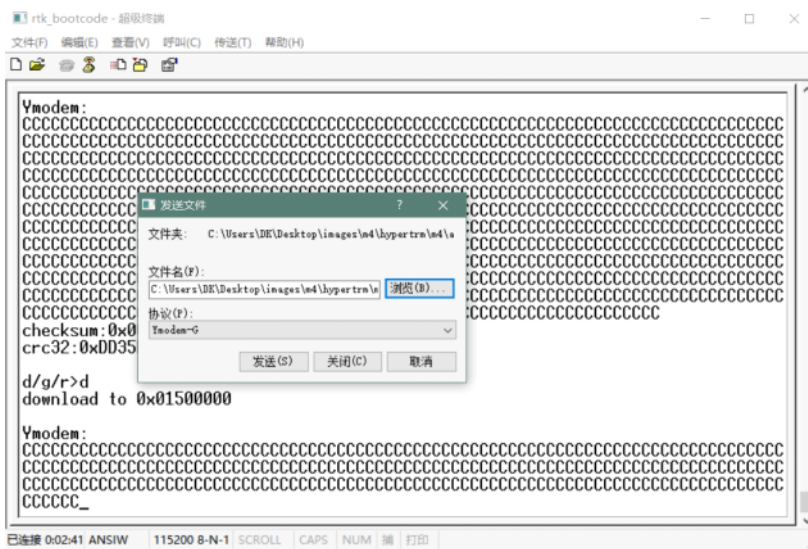 rtk_bootcode - 超级终端
文件(F) 编辑(E) 查看(V) 呼叫(C) 传送(T) 帮助(H)
Ymodem:
CCCCCCCCCCCCCCCCCCCCCCCCCCCCCCCCCCCCCCCCCCCCCCCCCCCCCCCCCCCCCCCCCCCCCCCCCCCCCCCC
CCCCCCCCCCCCCCCCCCCCCCCCCCCCCCCCCCCCCCCCCCCCCCCCCCCCCCCCCCCCCCCCCCCCCCCCCCCCCCCC
CCCCCCCCCCCCCCCCCCCCCCCCCCCCCCCCCCCCCCCCCCCCCCCCCCCCCCCCCCCCCCCCCCCCCCCCCCCCCCCC
CCCCCCCCCCCCCCCCCCCCCCCCCCCCCCCCCCCCCCCCCCCCCCCCCCCCCCCCCCCCCCCCCCCCCCCCCCCCCCCC
发送文件
文件夹: C:\Users\DK\Desktop\images\m4\hypertrm\m4\a
文件名(F):
C:\Users\DK\Desktop\images\m4\hypertrm\m 浏览(B)...
协议(P):
Ymodem-G
发送(S) 关闭(C) 取消
checksum:0x0
crc32:0xDD35
d/g/r>d
download to 0x01500000
Ymodem:
CCCCCCCCCCCCCCCCCCCCCCCCCCCCCCCCCCCCCCCCCCCCCCCCCCCCCCCCCCCCCCCCCCCCCCCCCCCCCCCC
CCCCCCCCCCCCCCCCCCCCCCCCCCCCCCCCCCCCCCCCCCCCCCCCCCCCCCCCCCCCCCCCCCCCCCCCCCCCCCCC
CCCCCCCCCCCCCCCCCCCCCCCCCCCCCCCCCCCCCCCCCCCCCCCCCCCCCCCCCCCCCCCCCCCCCCCCCCCCCCCC
CCCCCC_
已连接 0:02:41 ANSIW 115200 8-N-1 SCROLL CAPS NUM 捕 打印